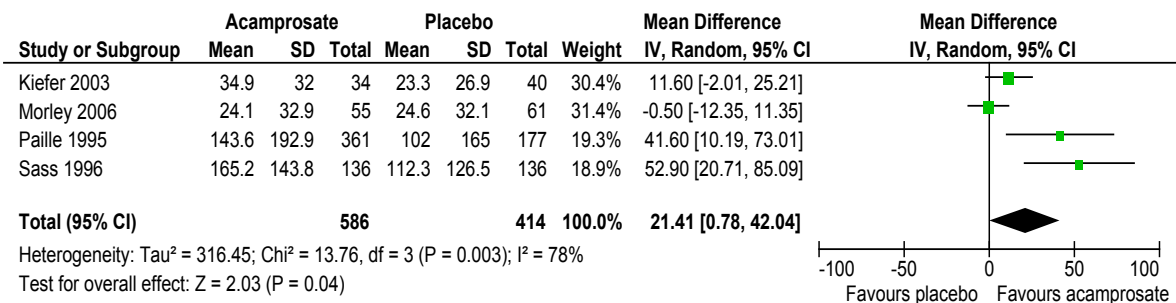 Acamprosate Placebo Mean Difference Mean Difference
Study or Subgroup Mean SD Total Mean SD Total Weight IV, Random, 95% CI IV, Random, 95% CI
Kiefer 2003 34.9 32 34 23.3 26.9 40 30.4% 11.60 [-2.01, 25.21]
Morley 2006 24.1 32.9 55 24.6 32.1 61 31.4% -0.50 [-12.35, 11.35]
Paille 1995 143.6 192.9 361 102 165 177 19.3% 41.60 [10.19, 73.01]
Sass 1996 165.2 143.8 136 112.3 126.5 136 18.9% 52.90 [20.71, 85.09]
Total (95% CI) 586 414 100.0% 21.41 [0.78, 42.04]
Heterogeneity: Tau² = 316.45; Chi² = 13.76, df = 3 (P = 0.003); I² = 78%
Test for overall effect: Z = 2.03 (P = 0.04)
-100 -50 0 50 100
Favours placebo Favours acamprosate